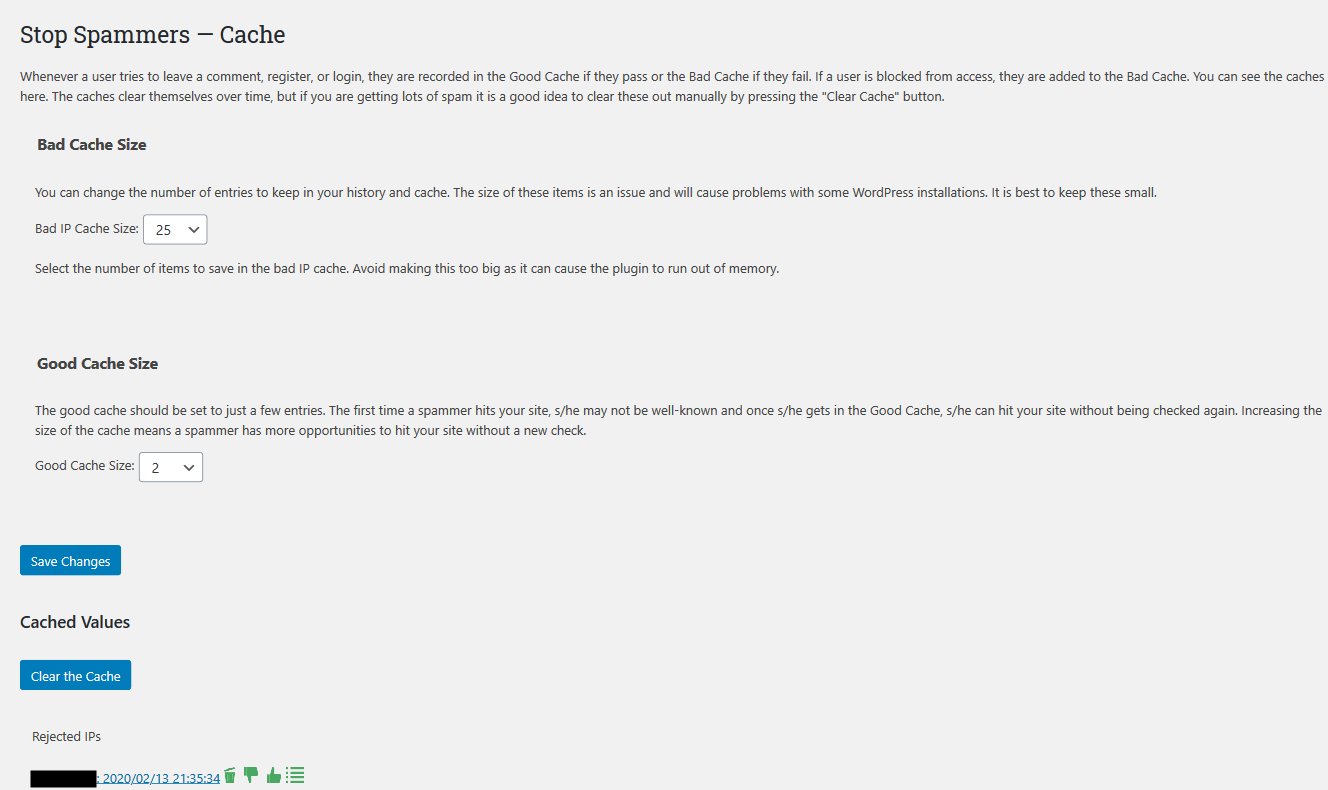 Stop Spammers — Cache
Whenever a user tries to leave a comment, register, or login, they are recorded in the Good Cache if they pass or the Bad Cache if they fail. If a user is blocked from access, they are added to the Bad Cache. You can see the caches
here. The caches clear themselves over time, but if you are getting lots of spam it is a good idea to clear these out manually by pressing the "Clear Cache" button.
Bad Cache Size
You can change the number of entries to keep in your history and cache. The size of these items is an issue and will cause problems with some WordPress installations. It is best to keep these small.
Bad IP Cache Size: 25
Select the number of items to save in the bad IP cache. Avoid making this too big as it can cause the plugin to run out of memory.
Good Cache Size
The good cache should be set to just a few entries. The first time a spammer hits your site, s/he may not be well-known and once s/he gets in the Good Cache, s/he can hit your site without being checked again. Increasing the
size of the cache means a spammer has more opportunities to hit your site without a new check.
Good Cache Size: 2
Save Changes
Cached Values
Clear the Cache
Rejected IPs
: 2020/02/13 21:35:34